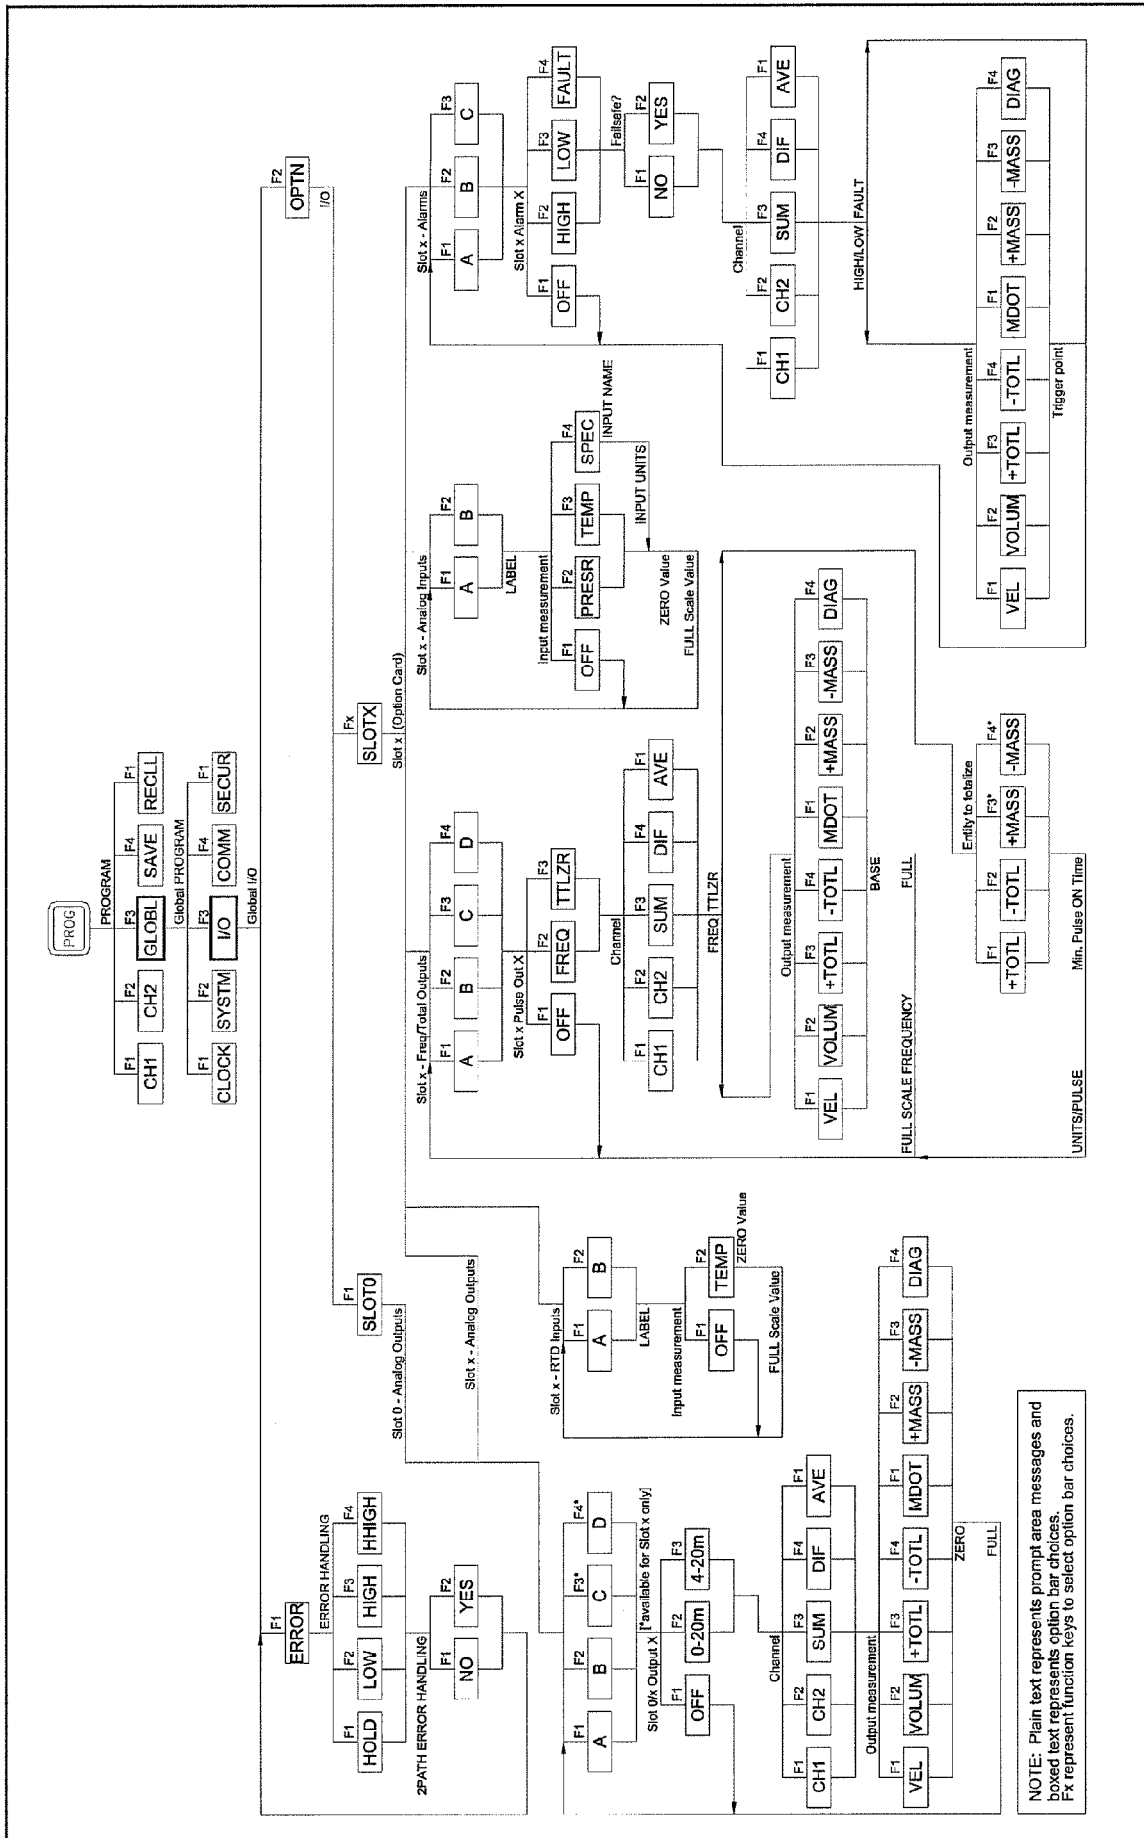 PROG
PROGRAM
F1 F2 F3 F4 F1
CH1 CH2 GLOBL SAVE RECLL
Global PROGRAM
F1 F2 F3 F4 F1
CLOCK SYSTM I/O COMM SECUR
Global I/O
F1
ERROR
ERROR HANDLING
F1 F2 F3 F4
HOLD LOW HIGH HHIGH
2PATH ERROR HANDLING
F1 F2
NO YES
F2
OPTN
I/O
F1
SLOT0
Slot 0 - Analog Outputs
Fx
SLOTX
Slot x (Option Card)
Slot x - Analog Outputs
F1 F2 F3* F4*
A B C D
[*available for Slot x only]
Slot 0/x Output X
F1 F2 F3
OFF 0-20m 4-20m
Channel
F1 F2 F3 F4 F1
CH1 CH2 SUM DIF AVE
Output measurement
F1 F2 F3 F4 F1 F2 F3 F4
VEL VOLUM +TOTL -TOTL MDOT +MASS -MASS DIAG
ZERO
FULL
Slot x - RTD Inputs
F1 F2
A B
LABEL
Input measurement
F1 F2
OFF TEMP
ZERO Value
FULL Scale Value
Slot x - Freq/Total Outputs
F1 F2 F3 F4
A B C D
Slot x Pulse Out X
F1 F2 F3
OFF FREQ TTLZR
Channel
F1 F2 F3 F4 F1
CH1 CH2 SUM DIF AVE
FREQ TTLZR
Output measurement
F1 F2 F3 F4 F1 F2 F3 F4
VEL VOLUM +TOTL -TOTL MDOT +MASS -MASS DIAG
BASE
FULL
FULL SCALE FREQUENCY
Entity to totalize
F1 F2 F3* F4*
+TOTL -TOTL +MASS -MASS
Min. Pulse ON Time
UNITS/PULSE
Slot x - Analog Inputs
F1 F2
A B
LABEL
Input measurement
F1 F2 F3 F4
OFF PRESR TEMP SPEC
INPUT NAME
INPUT UNITS
ZERO Value
FULL Scale Value
Slot x - Alarms
F1 F2 F3
A B C
Slot x Alarm X
F1 F2 F3 F4
OFF HIGH LOW FAULT
Failsafe?
F1 F2
NO YES
Channel
F1 F2 F3 F4 F1
CH1 CH2 SUM DIF AVE
HIGH/LOW FAULT
Output measurement
F1 F2 F3 F4 F1 F2 F3 F4
VEL VOLUM +TOTL -TOTL MDOT +MASS -MASS DIAG
Trigger point
NOTE: Plain text represents prompt area messages and
boxed text represents option bar choices.
Fx represent function keys to select option bar choices.